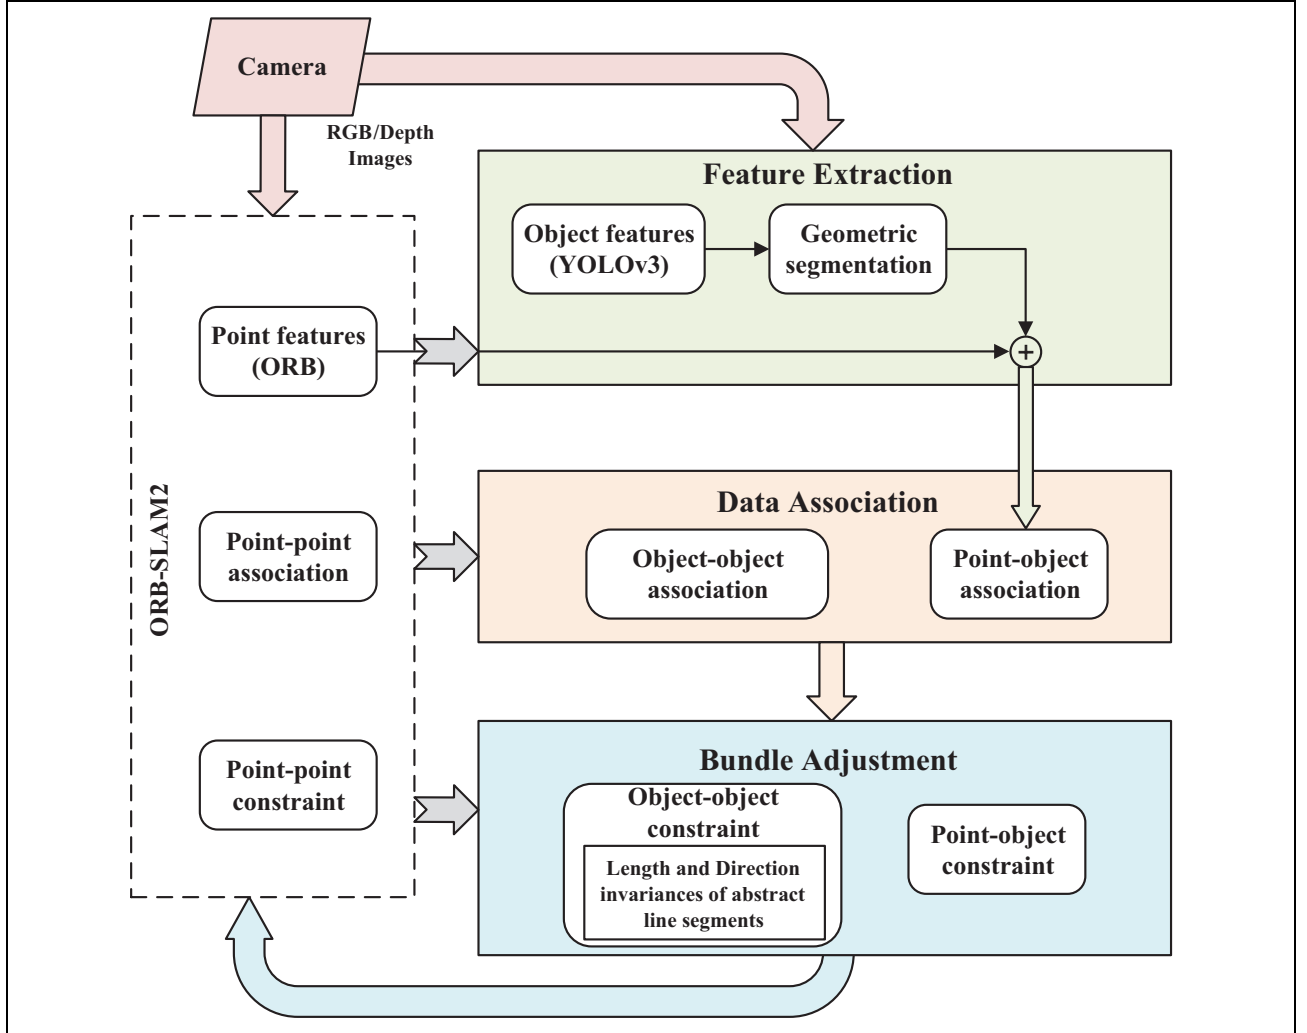 Camera
RGB/Depth
Images
Feature Extraction
Object features
(YOLOv3)
Geometric
segmentation
Point features
(ORB)
+
ORB-SLAM2
Data Association
Point-point
association
Object-object
association
Point-object
association
Bundle Adjustment
Point-point
constraint
Object-object
constraint
Length and Direction
invariances of abstract
line segments
Point-object
constraint